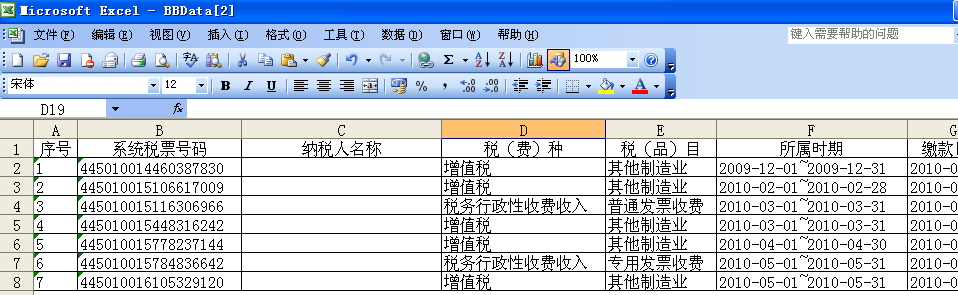 Microsoft Excel - BBData[2]
文件(F) 编辑(E) 视图(V) 插入(I) 格式(O) 工具(T) 数据(D) 窗口(W) 帮助(H) 键入需要帮助的问题
100%
宋体 12 B I U
D19 fx
A B C D E F G
1 序号 系统税票号码 纳税人名称 税（费）种 税（品）目 所属时期 缴款
2 1 445010014460387830 增值税 其他制造业 2009-12-01~2009-12-31 2010-0
3 2 445010015106617009 增值税 其他制造业 2010-02-01~2010-02-28 2010-0
4 3 445010015116306966 税务行政性收费收入 普通发票收费 2010-03-01~2010-03-31 2010-0
5 4 445010015448316242 增值税 其他制造业 2010-03-01~2010-03-31 2010-0
6 5 445010015778237144 增值税 其他制造业 2010-04-01~2010-04-30 2010-0
7 6 445010015784836642 税务行政性收费收入 专用发票收费 2010-05-01~2010-05-31 2010-0
8 7 445010016105329120 增值税 其他制造业 2010-05-01~2010-05-31 2010-0